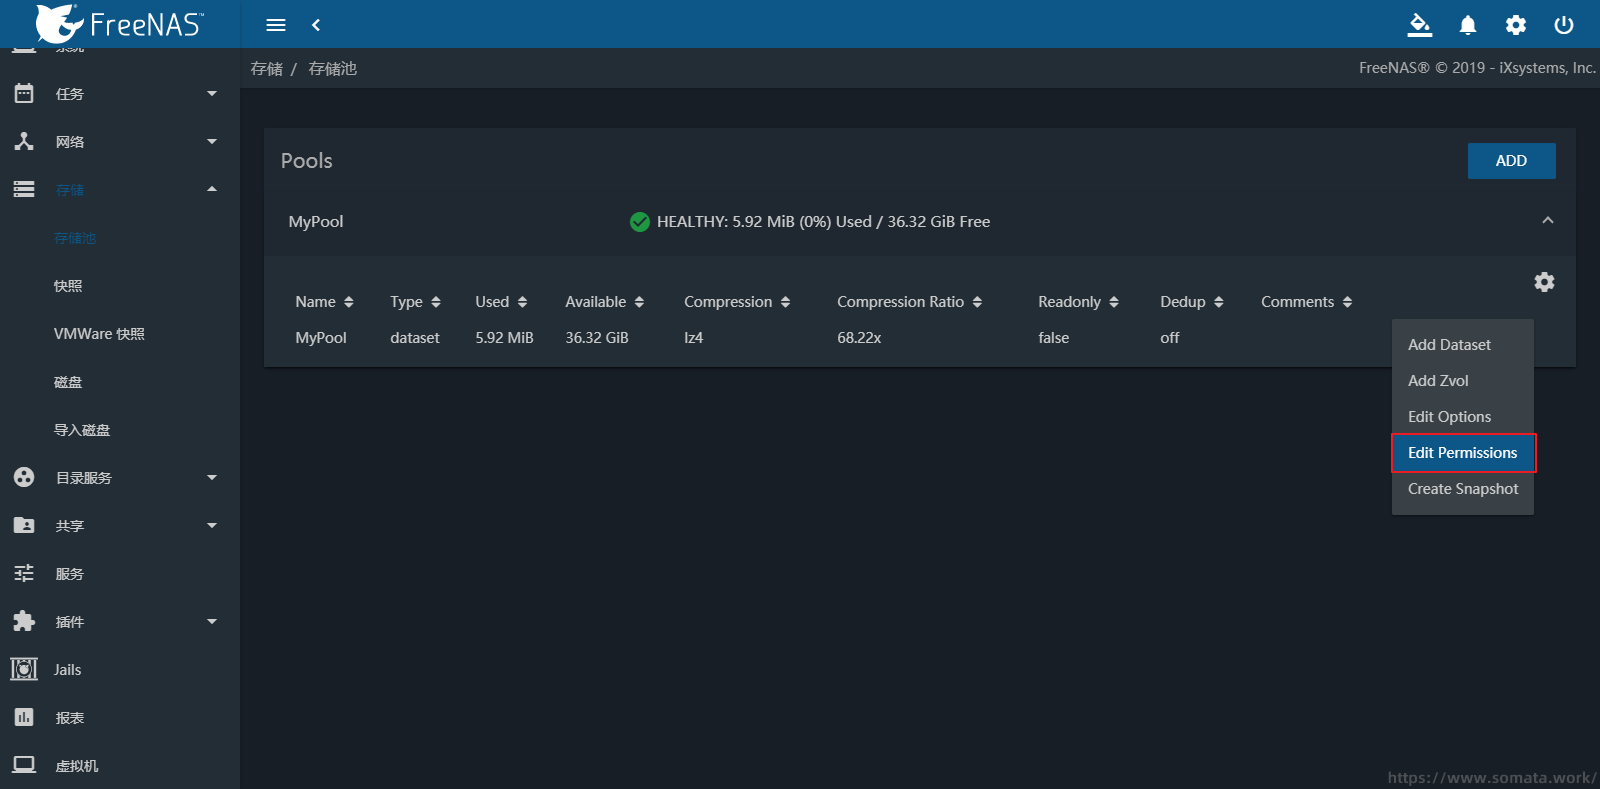 FreeNAS™
系统
任务
网络
存储
存储池
快照
VMWare 快照
磁盘
导入磁盘
目录服务
共享
服务
插件
Jails
报表
虚拟机
存储 / 存储池
FreeNAS® © 2019 - iXsystems, Inc.
Pools
ADD
MyPool
HEALTHY: 5.92 MiB (0%) Used / 36.32 GiB Free
Name Type Used Available Compression Compression Ratio Readonly Dedup Comments
MyPool dataset 5.92 MiB 36.32 GiB lz4 68.22x false off
Add Dataset
Add Zvol
Edit Options
Edit Permissions
Create Snapshot
https://www.somata.work/